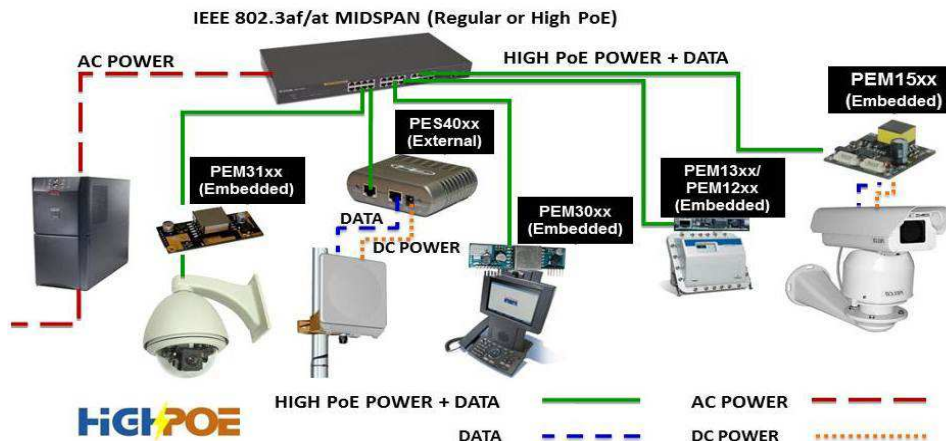 IEEE 802.3af/at MIDSPAN (Regular or High PoE)
AC POWER
HIGH PoE POWER + DATA
PEM15xx
(Embedded)
PES40xx
(External)
PEM31xx
(Embedded)
PEM13xx/
PEM12xx
(Embedded)
DATA
PEM30xx
(Embedded)
DC POWER
HIGH PoE POWER + DATA
AC POWER
HIGHPOE
DATA
DC POWER